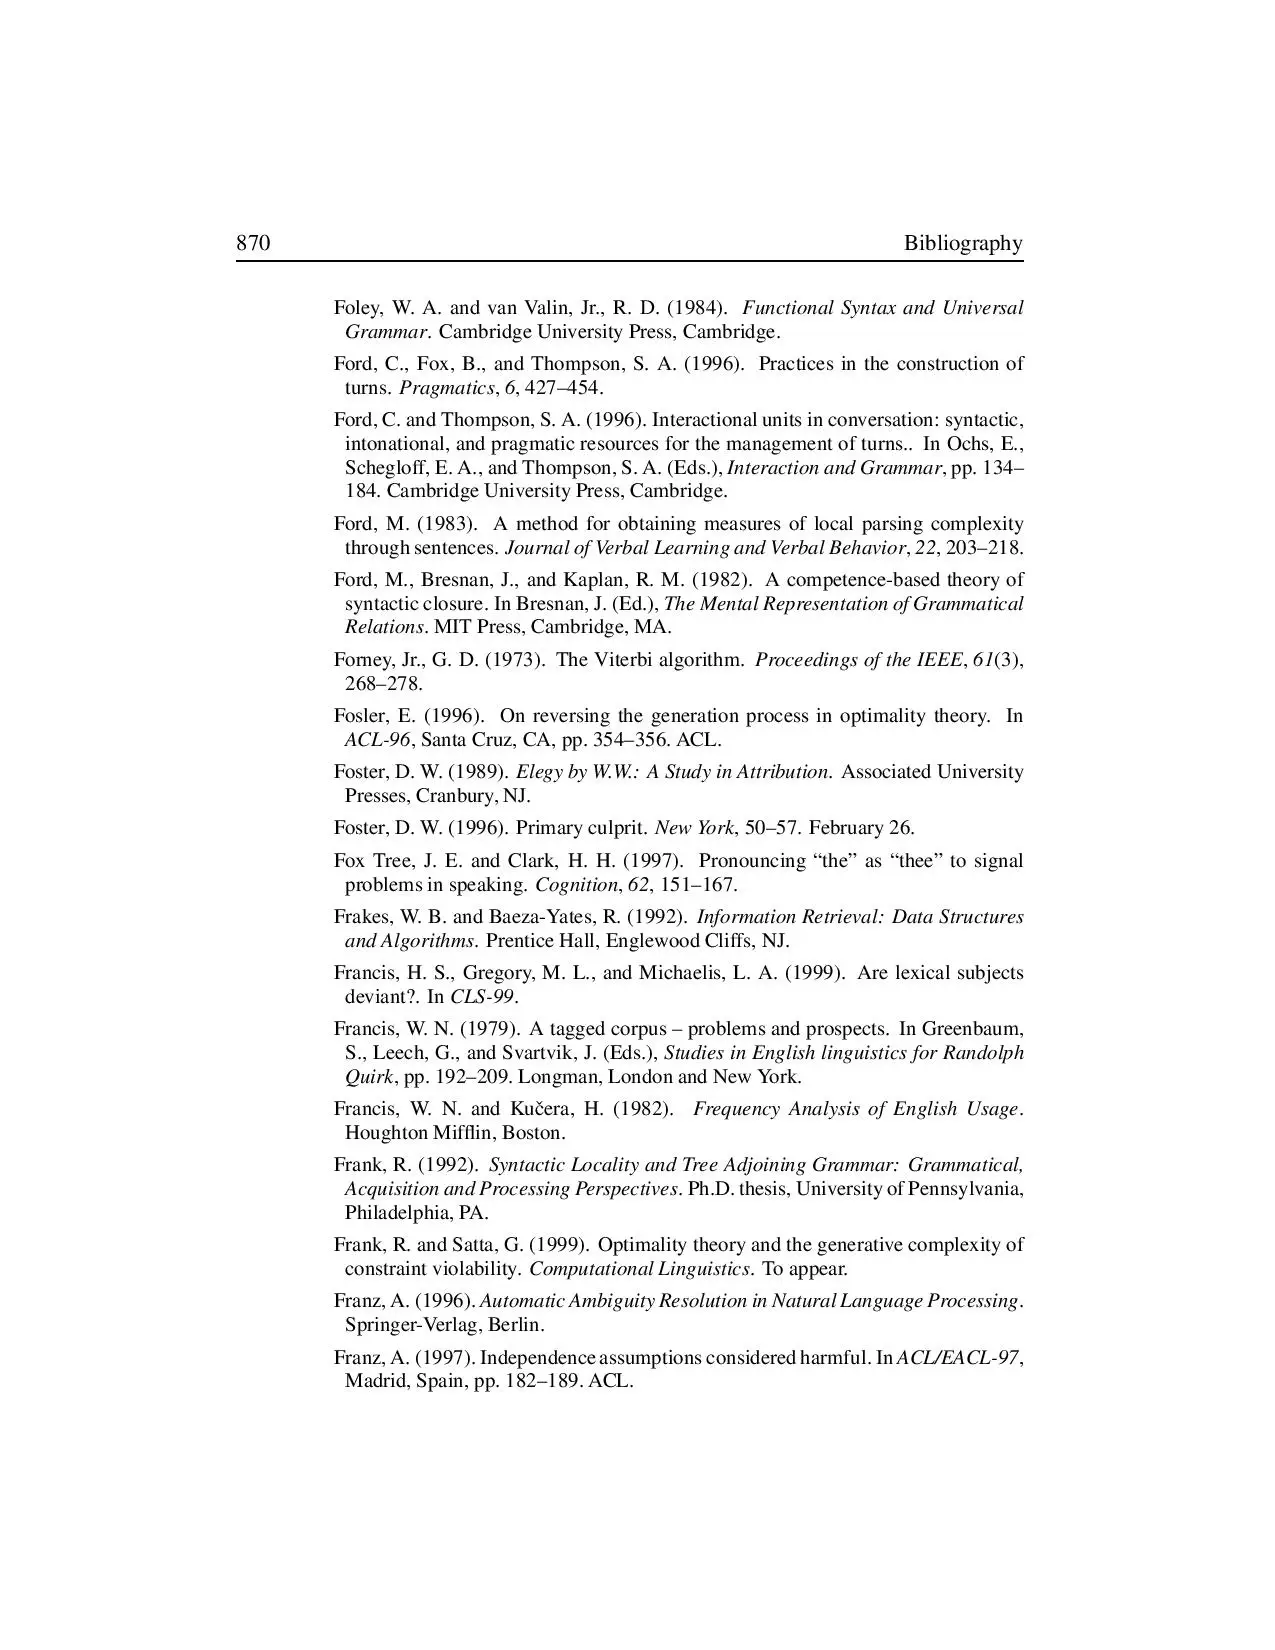 870 Bibliography
Foley, W. A. and van Valin, Jr., R. D. (1984). Functional Syntax and Universal
Grammar. Cambridge University Press, Cambridge.
Ford, C., Fox, B., and Thompson, S. A. (1996). Practices in the construction of
turns. Pragmatics, 6, 427–454.
Ford, C. and Thompson, S. A. (1996). Interactional units in conversation: syntactic,
intonational, and pragmatic resources for the management of turns.. In Ochs, E.,
Schegloff, E. A., and Thompson, S. A. (Eds.), Interaction and Grammar, pp. 134–
184. Cambridge University Press, Cambridge.
Ford, M. (1983). A method for obtaining measures of local parsing complexity
through sentences. Journal of Verbal Learning and Verbal Behavior, 22, 203–218.
Ford, M., Bresnan, J., and Kaplan, R. M. (1982). A competence-based theory of
syntactic closure. In Bresnan, J. (Ed.), The Mental Representation of Grammatical
Relations. MIT Press, Cambridge, MA.
Forney, Jr., G. D. (1973). The Viterbi algorithm. Proceedings of the IEEE, 61(3),
268–278.
Fosler, E. (1996). On reversing the generation process in optimality theory. In
ACL-96, Santa Cruz, CA, pp. 354–356. ACL.
Foster, D. W. (1989). Elegy by W.W.: A Study in Attribution. Associated University
Presses, Cranbury, NJ.
Foster, D. W. (1996). Primary culprit. New York, 50–57. February 26.
Fox Tree, J. E. and Clark, H. H. (1997). Pronouncing “the” as “thee” to signal
problems in speaking. Cognition, 62, 151–167.
Frakes, W. B. and Baeza-Yates, R. (1992). Information Retrieval: Data Structures
and Algorithms. Prentice Hall, Englewood Cliffs, NJ.
Francis, H. S., Gregory, M. L., and Michaelis, L. A. (1999). Are lexical subjects
deviant?. In CLS-99.
Francis, W. N. (1979). A tagged corpus – problems and prospects. In Greenbaum,
S., Leech, G., and Svartvik, J. (Eds.), Studies in English linguistics for Randolph
Quirk, pp. 192–209. Longman, London and New York.
Francis, W. N. and Kučera, H. (1982). Frequency Analysis of English Usage.
Houghton Mifflin, Boston.
Frank, R. (1992). Syntactic Locality and Tree Adjoining Grammar: Grammatical,
Acquisition and Processing Perspectives. Ph.D. thesis, University of Pennsylvania,
Philadelphia, PA.
Frank, R. and Satta, G. (1999). Optimality theory and the generative complexity of
constraint violability. Computational Linguistics. To appear.
Franz, A. (1996). Automatic Ambiguity Resolution in Natural Language Processing.
Springer-Verlag, Berlin.
Franz, A. (1997). Independence assumptions considered harmful. In ACL/EACL-97,
Madrid, Spain, pp. 182–189. ACL.